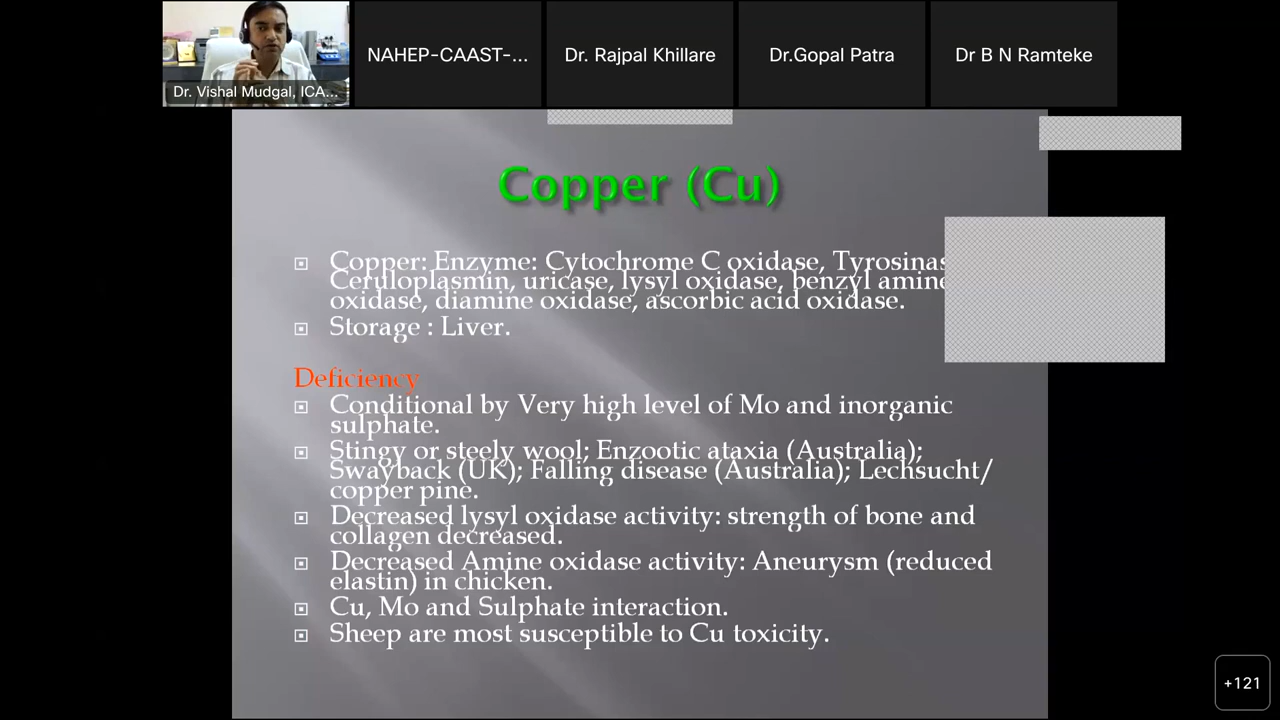 Dr. Vishal Mudgal, ICA...
NAHEP-CAAST-...
Dr. Rajpal Khillare
Dr.Gopal Patra
Dr B N Ramteke
Copper (Cu)
Copper: Enzyme: Cytochrome C oxidase, Tyrosinas
Ceruloplasmin, uricase, lysyl oxidase, benzyl amine
oxidase, diamine oxidase, ascorbic acid oxidase.
Storage : Liver.
Deficiency
Conditional by Very high level of Mo and inorganic
sulphate.
Stingy or steely wool; Enzootic ataxia (Australia);
Swayback (UK); Falling disease (Australia); Lechsucht/
copper pine.
Decreased lysyl oxidase activity: strength of bone and
collagen decreased.
Decreased Amine oxidase activity: Aneurysm (reduced
elastin) in chicken.
Cu, Mo and Sulphate interaction.
Sheep are most susceptible to Cu toxicity.
+121